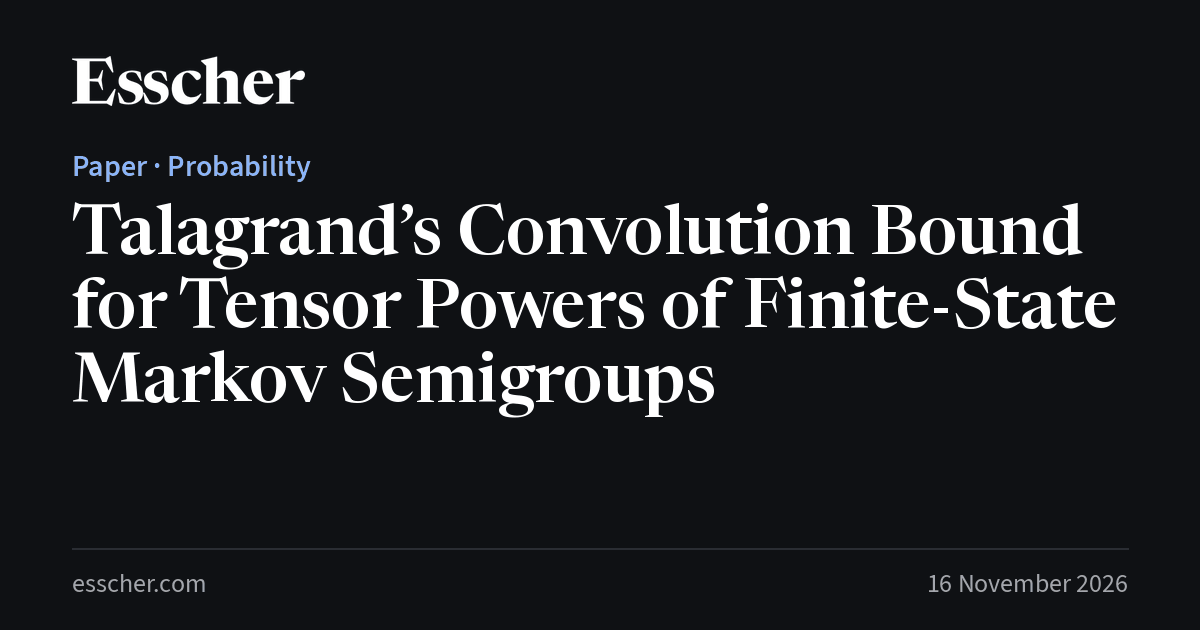 Esscher
Paper · Probability
Talagrand’s Convolution Bound
for Tensor Powers of Finite-State
Markov Semigroups
esscher.com
16 November 2026